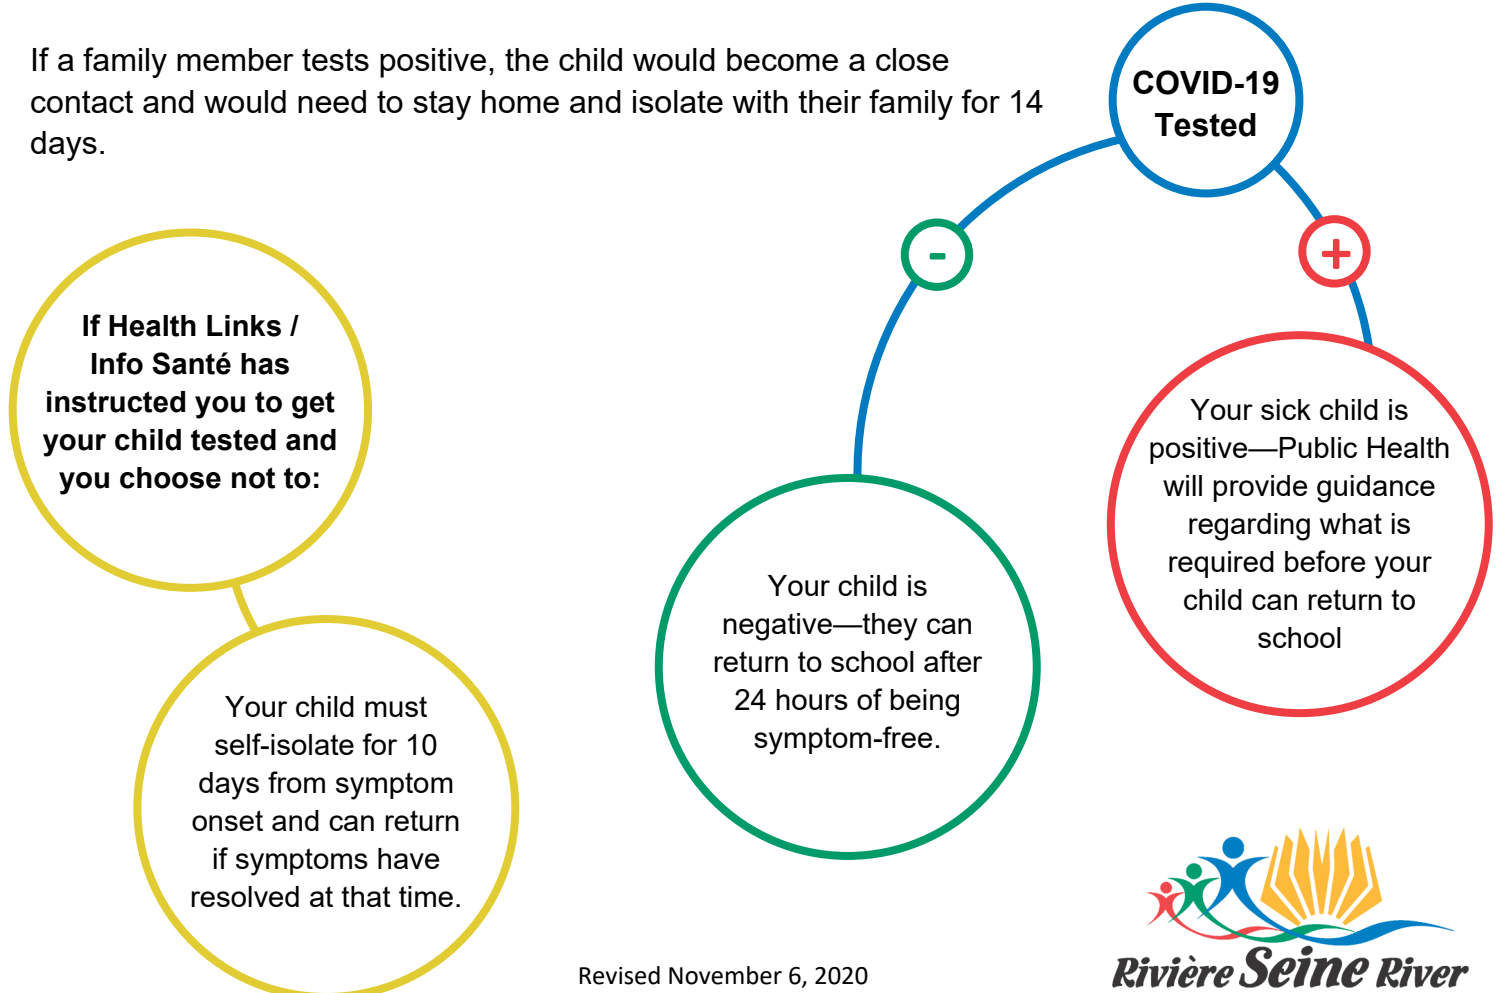 If a family member tests positive, the child would become a close
contact and would need to stay home and isolate with their family for 14
days.
COVID-19
Tested
-
+
If Health Links /
Info Santé has
instructed you to get
your child tested and
you choose not to:
Your child must
self-isolate for 10
days from symptom
onset and can return
if symptoms have
resolved at that time.
Your child is
negative—they can
return to school after
24 hours of being
symptom-free.
Your sick child is
positive—Public Health
will provide guidance
regarding what is
required before your
child can return to
school
Revised November 6, 2020
Rivière Seine River